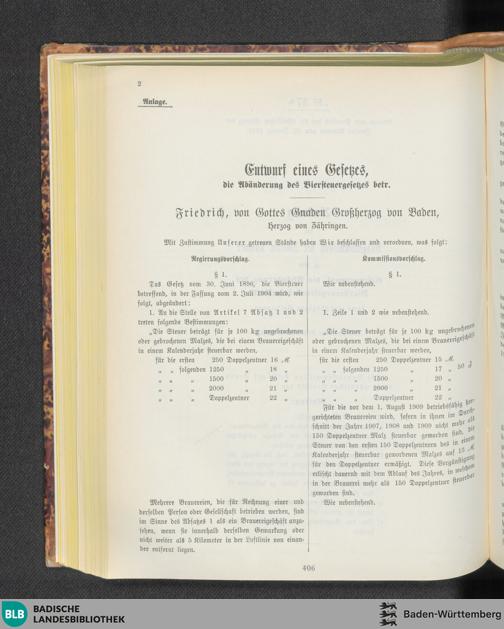 2
Anlage.
Entwurf eines Gesetzes,
die Abänderung des Biersteuergesetzes betr.
Friedrich, von Gottes Gnaden Großherzog von Baden,
Herzog von Zähringen.
Mit Zustimmung Unserer getreuen Stände haben Wir beschlossen und verordnen, was folgt:
Regierungsvorschlag.
§ 1.
Das Gesetz vom 30. Juni 1896, die Biersteuer
betreffend, in der Fassung vom 2. Juli 1904 wird, wie
folgt, abgeändert:
1. An die Stelle von Artikel 7 Absatz 1 und 2
treten folgende Bestimmungen:
„Die Steuer beträgt für je 100 kg ungebrochenen
oder gebrochenen Malzes, die bei einem Brauereigeschäft
in einem Kalenderjahr steuerbar werden,
für die ersten 250 Doppelzentner 16 ℳ
„ „ folgenden 1250 „ 18 „
„ „ „ 1500 „ 20 „
„ „ „ 2000 „ 21 „
„ „ „ Doppelzentner 22 „
Mehrere Brauereien, die für Rechnung einer und
derselben Person oder Gesellschaft betrieben werden, sind
im Sinne des Absatzes 1 als ein Brauereigeschäft anzu-
sehen, wenn sie innerhalb derselben Gemarkung oder
nicht weiter als 5 Kilometer in der Luftlinie von einan-
der entfernt liegen.
Kommissionsvorschlag.
§ 1.
Wie nebenstehend.
1. Zeile 1 und 2 wie nebenstehend.
„Die Steuer beträgt für je 100 kg ungebrochenen
oder gebrochenen Malzes, die bei einem Brauereigeschäft
in einem Kalenderjahr steuerbar werden,
für die ersten 250 Doppelzentner 15 ℳ
„ „ folgenden 1250 „ 17 „ 50 ₰
„ „ „ 1500 „ 20 „
„ „ „ 2000 „ 21 „
„ „ „ Doppelzentner 22 „
Für die vor dem 1. August 1909 betriebsfähig her-
gerichteten Brauereien wird, sofern in ihnen im Durch-
schnitt der Jahre 1907, 1908 und 1909 nicht mehr als
150 Doppelzentner Malz steuerbar geworden sind, die
Steuer von den ersten 150 Doppelzentnern des in einem
Kalenderjahr steuerbar gewordenen Malzes auf 15 ℳ
für den Doppelzentner ermäßigt. Diese Vergünstigung
erlischt dauernd mit dem Ablauf des Jahres, in welchem
in der Brauerei mehr als 150 Doppelzentner steuerbar
geworden sind.
Wie nebenstehend.
406
BLB
BADISCHE
LANDESBIBLIOTHEK
Baden-Württemberg